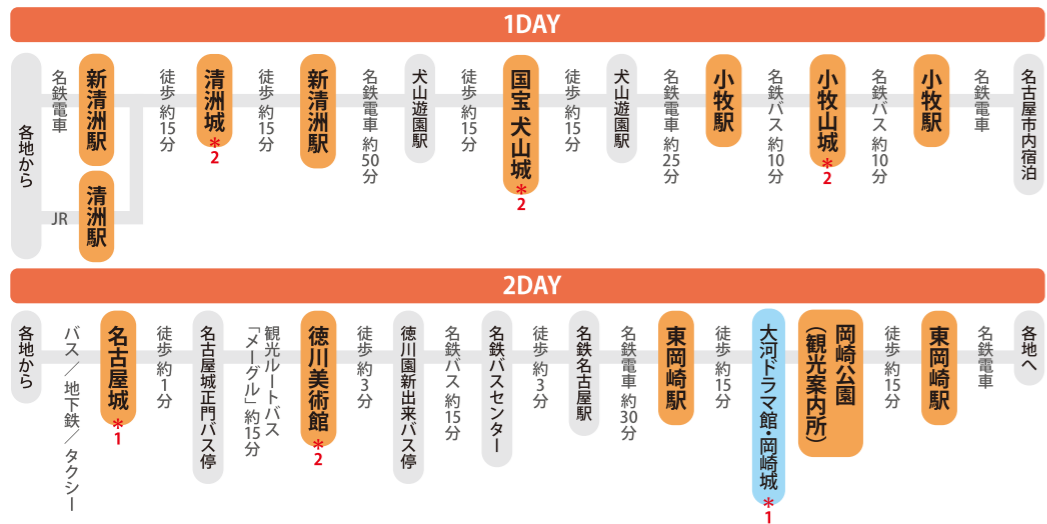 1DAY
各地から
名鉄電車
新清洲駅
JR
清洲駅
徒歩 約15分
清洲城
*2
徒歩 約15分
新清洲駅
名鉄電車 約50分
犬山遊園駅
徒歩 約15分
国宝 犬山城
*2
徒歩 約15分
犬山遊園駅
名鉄電車 約25分
小牧駅
名鉄バス 約10分
小牧山城
*2
名鉄バス 約10分
小牧駅
名鉄電車
名古屋市内宿泊
2DAY
各地から
バス／地下鉄／タクシー
名古屋城
*1
徒歩 約1分
名古屋城正門バス停
観光ルートバス
「メーグル」約15分
徳川美術館
*2
徒歩 約3分
徳川園新出来バス停
名鉄バス 約15分
名鉄バスセンター
徒歩 約3分
名鉄名古屋駅
名鉄電車 約30分
東岡崎駅
徒歩 約15分
大河ドラマ館・岡崎城
*1
岡崎公園
（観光案内所）
徒歩 約15分
東岡崎駅
名鉄電車
各地へ